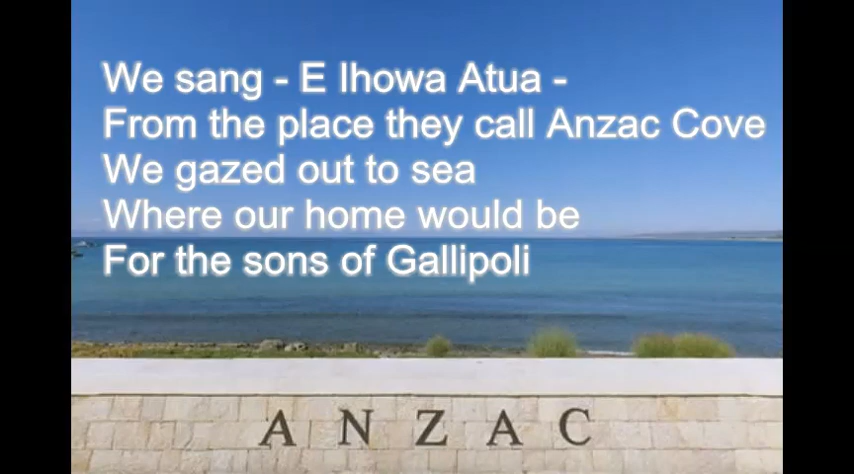 We sang - E Ihowa Atua -
From the place they call Anzac Cove
We gazed out to sea
Where our home would be
For the sons of Gallipoli
ANZAC